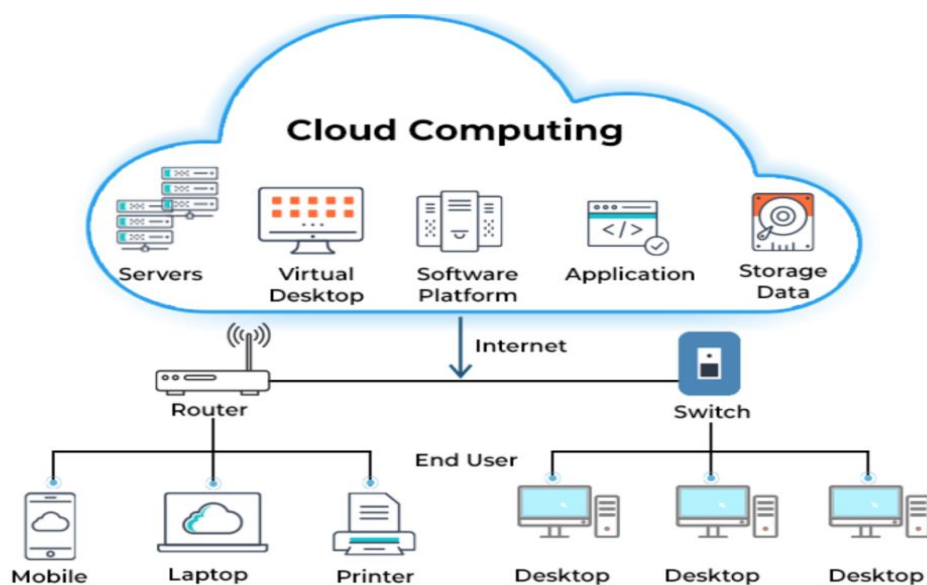 Cloud Computing
Servers
Virtual
Desktop
Software
Platform
Application
</>
Storage
Data
Internet
Router
Switch
End User
Mobile
Laptop
Printer
Desktop
Desktop
Desktop